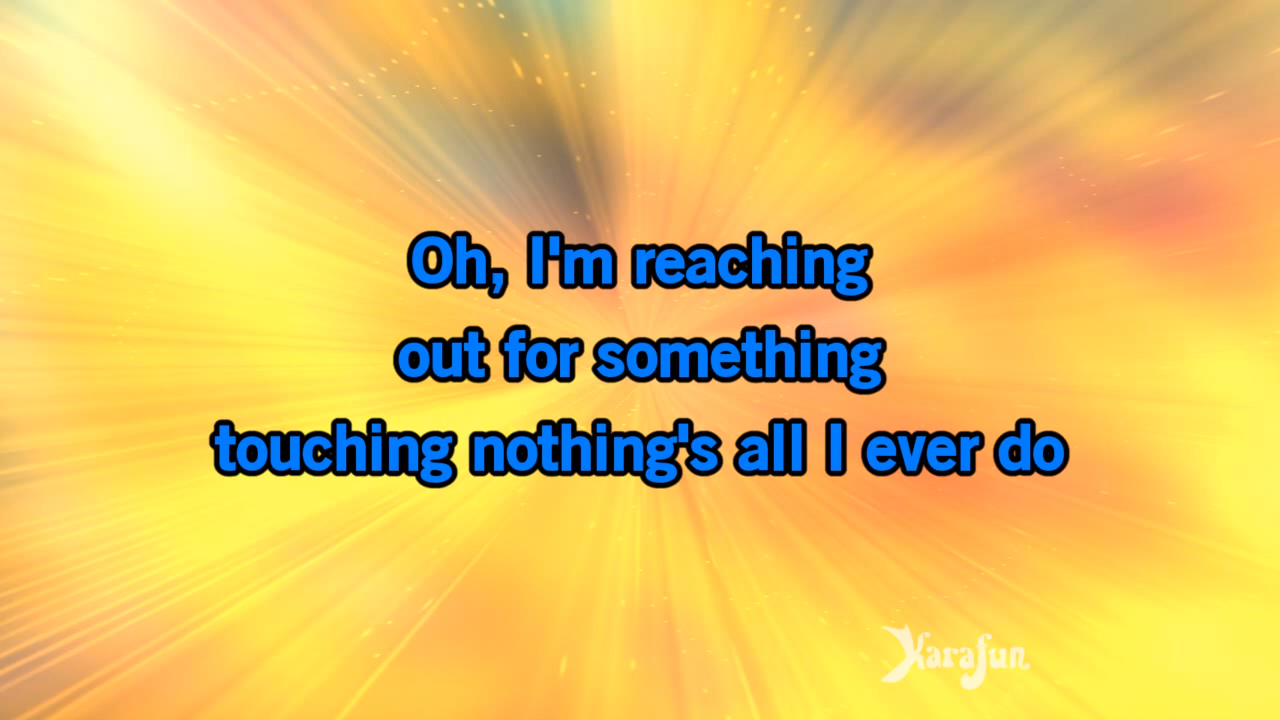 Oh, I'm reaching
out for something
touching nothing's all I ever do
Karafun